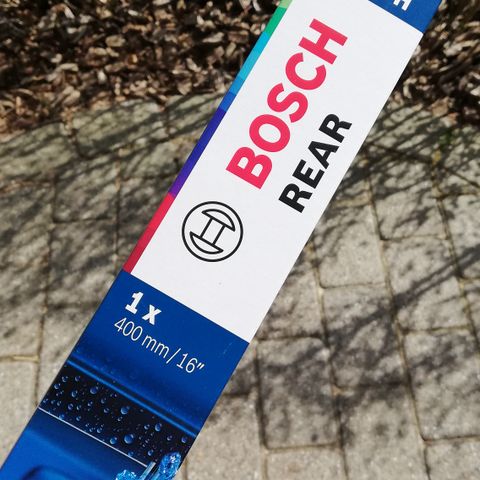 BOSCH
REAR
1 x
400 mm / 16"